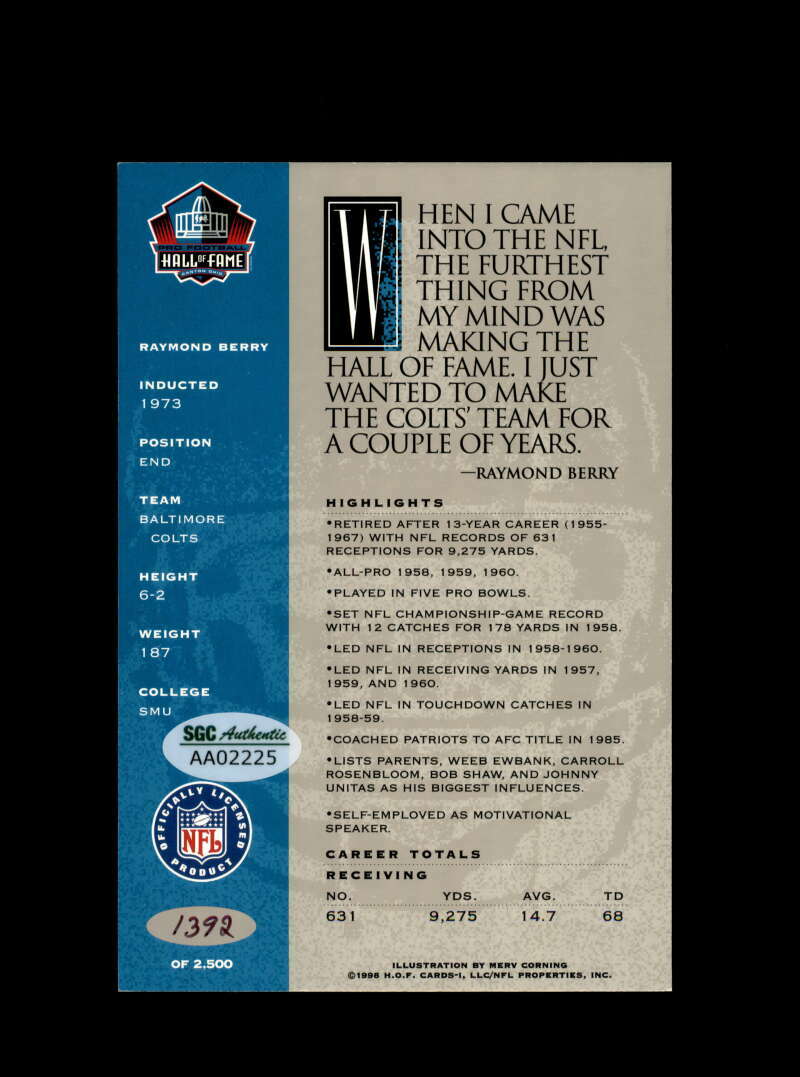 PRO FOOTBALL
HALL OF FAME
CANTON OHIO
RAYMOND BERRY
INDUCTED
1973
POSITION
END
TEAM
BALTIMORE
COLTS
HEIGHT
6-2
WEIGHT
187
COLLEGE
SMU
SGC Authentic
AA02225
OFFICIALLY LICENSED
NFL
PRODUCT
1392
OF 2,500
WHEN I CAME
INTO THE NFL,
THE FURTHEST
THING FROM
MY MIND WAS
MAKING THE
HALL OF FAME. I JUST
WANTED TO MAKE
THE COLTS' TEAM FOR
A COUPLE OF YEARS.
—RAYMOND BERRY
HIGHLIGHTS
•RETIRED AFTER 13-YEAR CAREER (1955-
1967) WITH NFL RECORDS OF 631
RECEPTIONS FOR 9,275 YARDS.
•ALL-PRO 1958, 1959, 1960.
•PLAYED IN FIVE PRO BOWLS.
•SET NFL CHAMPIONSHIP-GAME RECORD
WITH 12 CATCHES FOR 178 YARDS IN 1958.
•LED NFL IN RECEPTIONS IN 1958-1960.
•LED NFL IN RECEIVING YARDS IN 1957,
1959, AND 1960.
•LED NFL IN TOUCHDOWN CATCHES IN
1958-59.
•COACHED PATRIOTS TO AFC TITLE IN 1985.
•LISTS PARENTS, WEEB EWBANK, CARROLL
ROSENBLOOM, BOB SHAW, AND JOHNNY
UNITAS AS HIS BIGGEST INFLUENCES.
•SELF-EMPLOYED AS MOTIVATIONAL
SPEAKER.
CAREER TOTALS
RECEIVING
NO. YDS. AVG. TD
631 9,275 14.7 68
ILLUSTRATION BY MERV CORNING
©1998 H.O.F. CARDS-I, LLC/NFL PROPERTIES, INC.